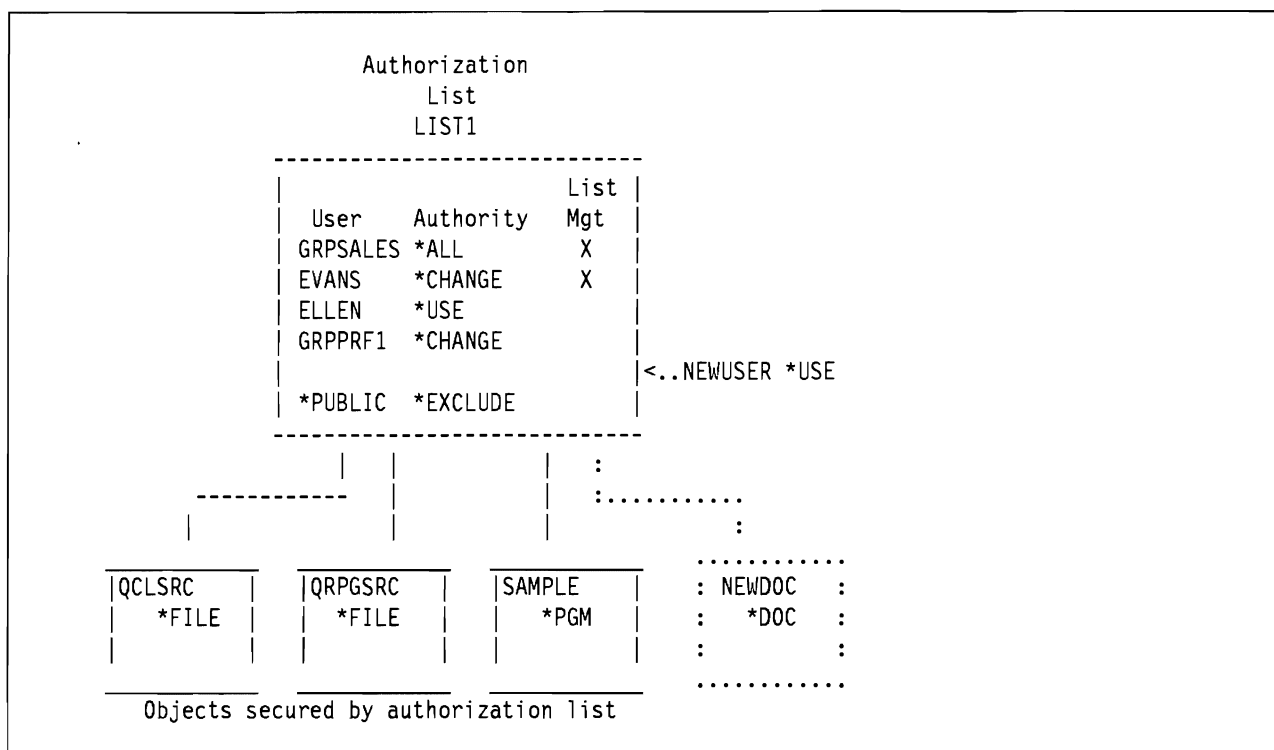 Authorization
List
LIST1
List
User Authority Mgt
GRPSALES *ALL X
EVANS *CHANGE X
ELLEN *USE
GRPPRF1 *CHANGE
<..NEWUSER *USE
*PUBLIC *EXCLUDE
QCLSRC QRPGSRC SAMPLE NEWDOC
*FILE *FILE *PGM *DOC
Objects secured by authorization list